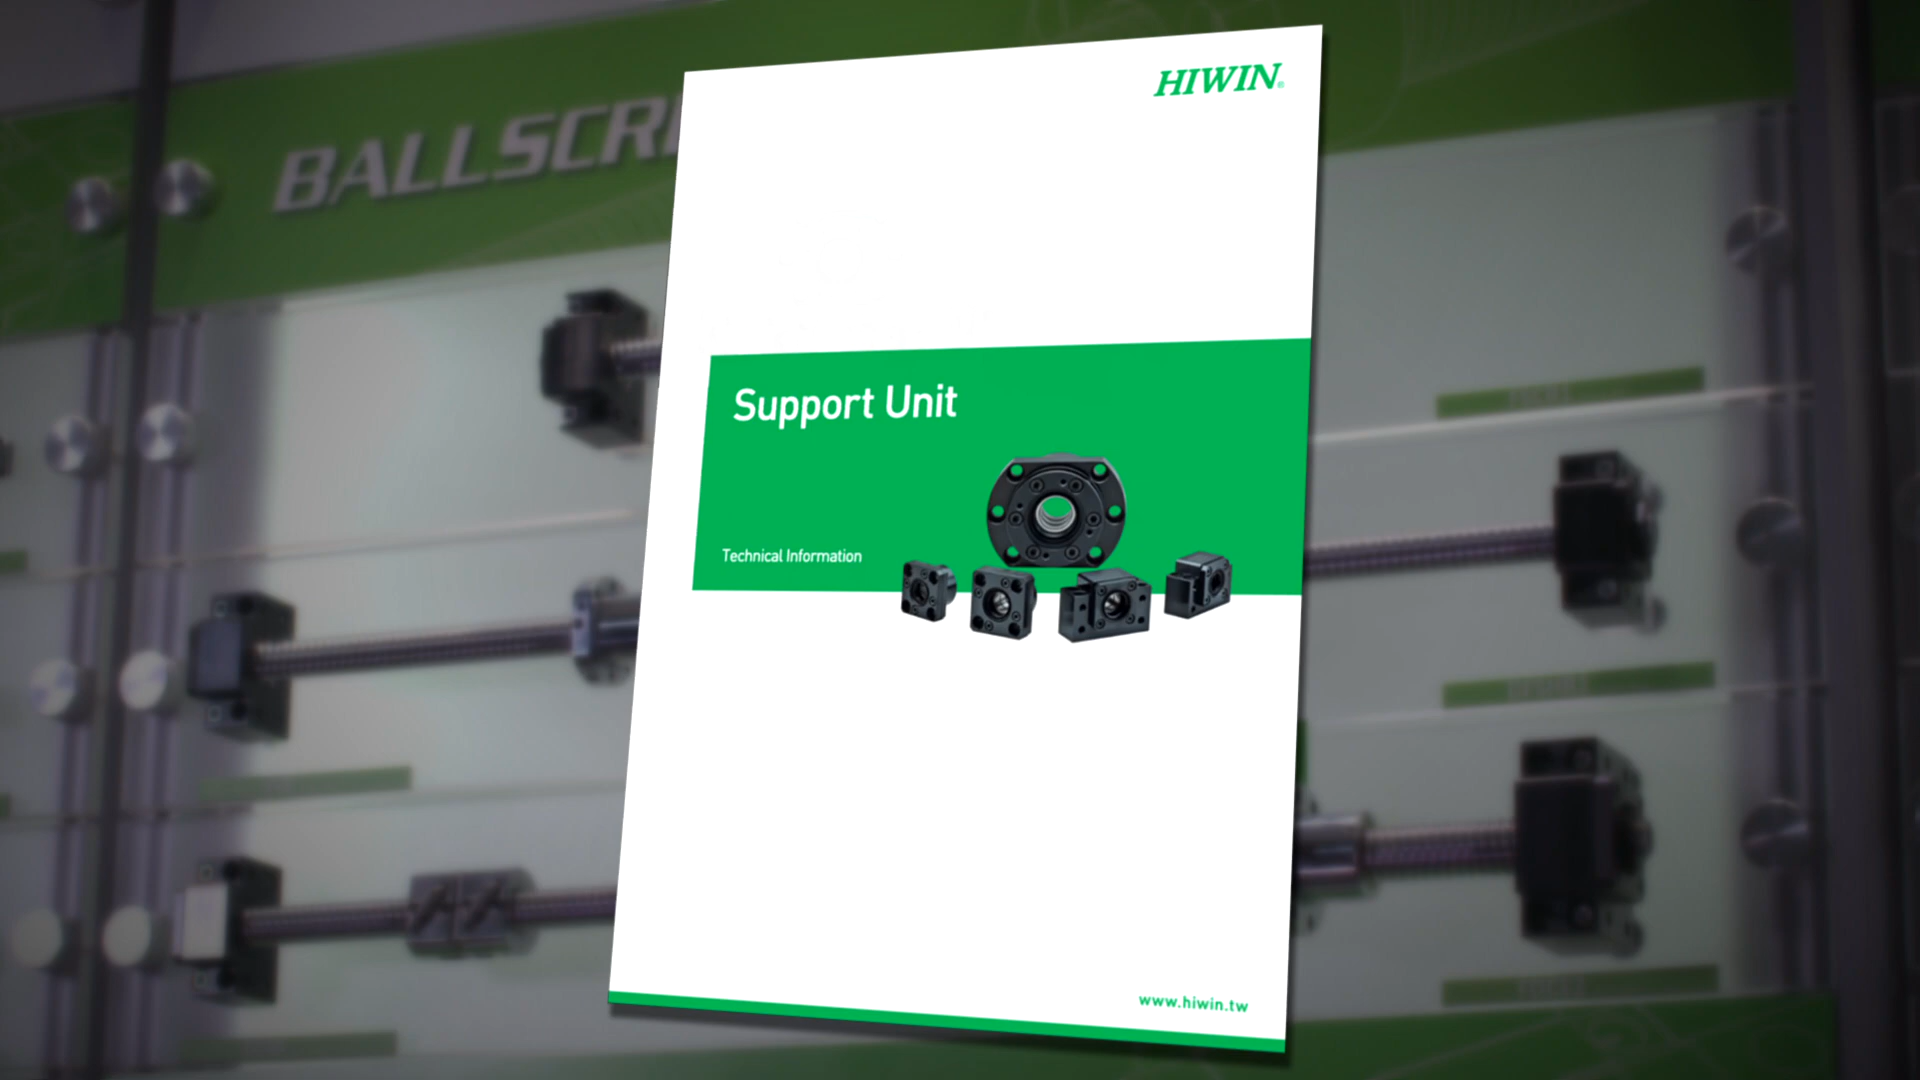 HIWIN®
BALLSCR
Support Unit
Technical Information
www.hiwin.tw